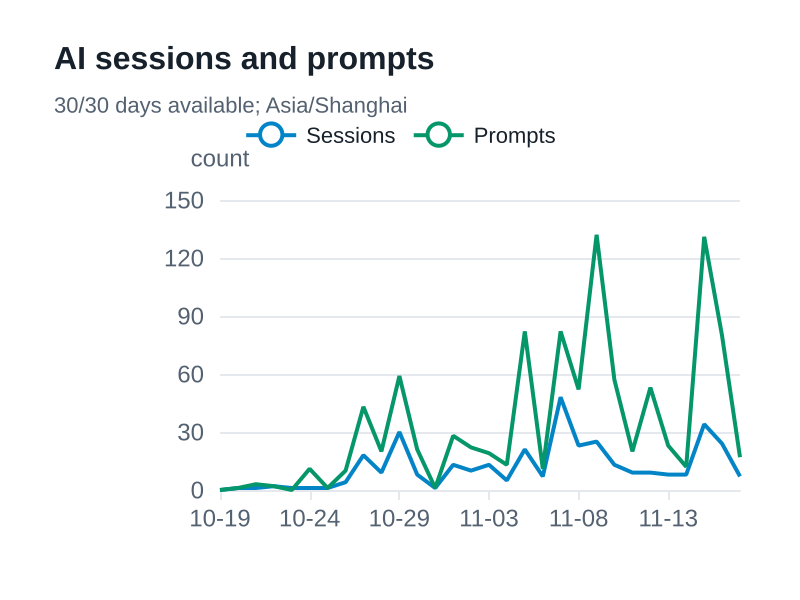 AI sessions and prompts
30/30 days available; Asia/Shanghai
Sessions Prompts
count
150
120
90
60
30
0
10-19 10-24 10-29 11-03 11-08 11-13